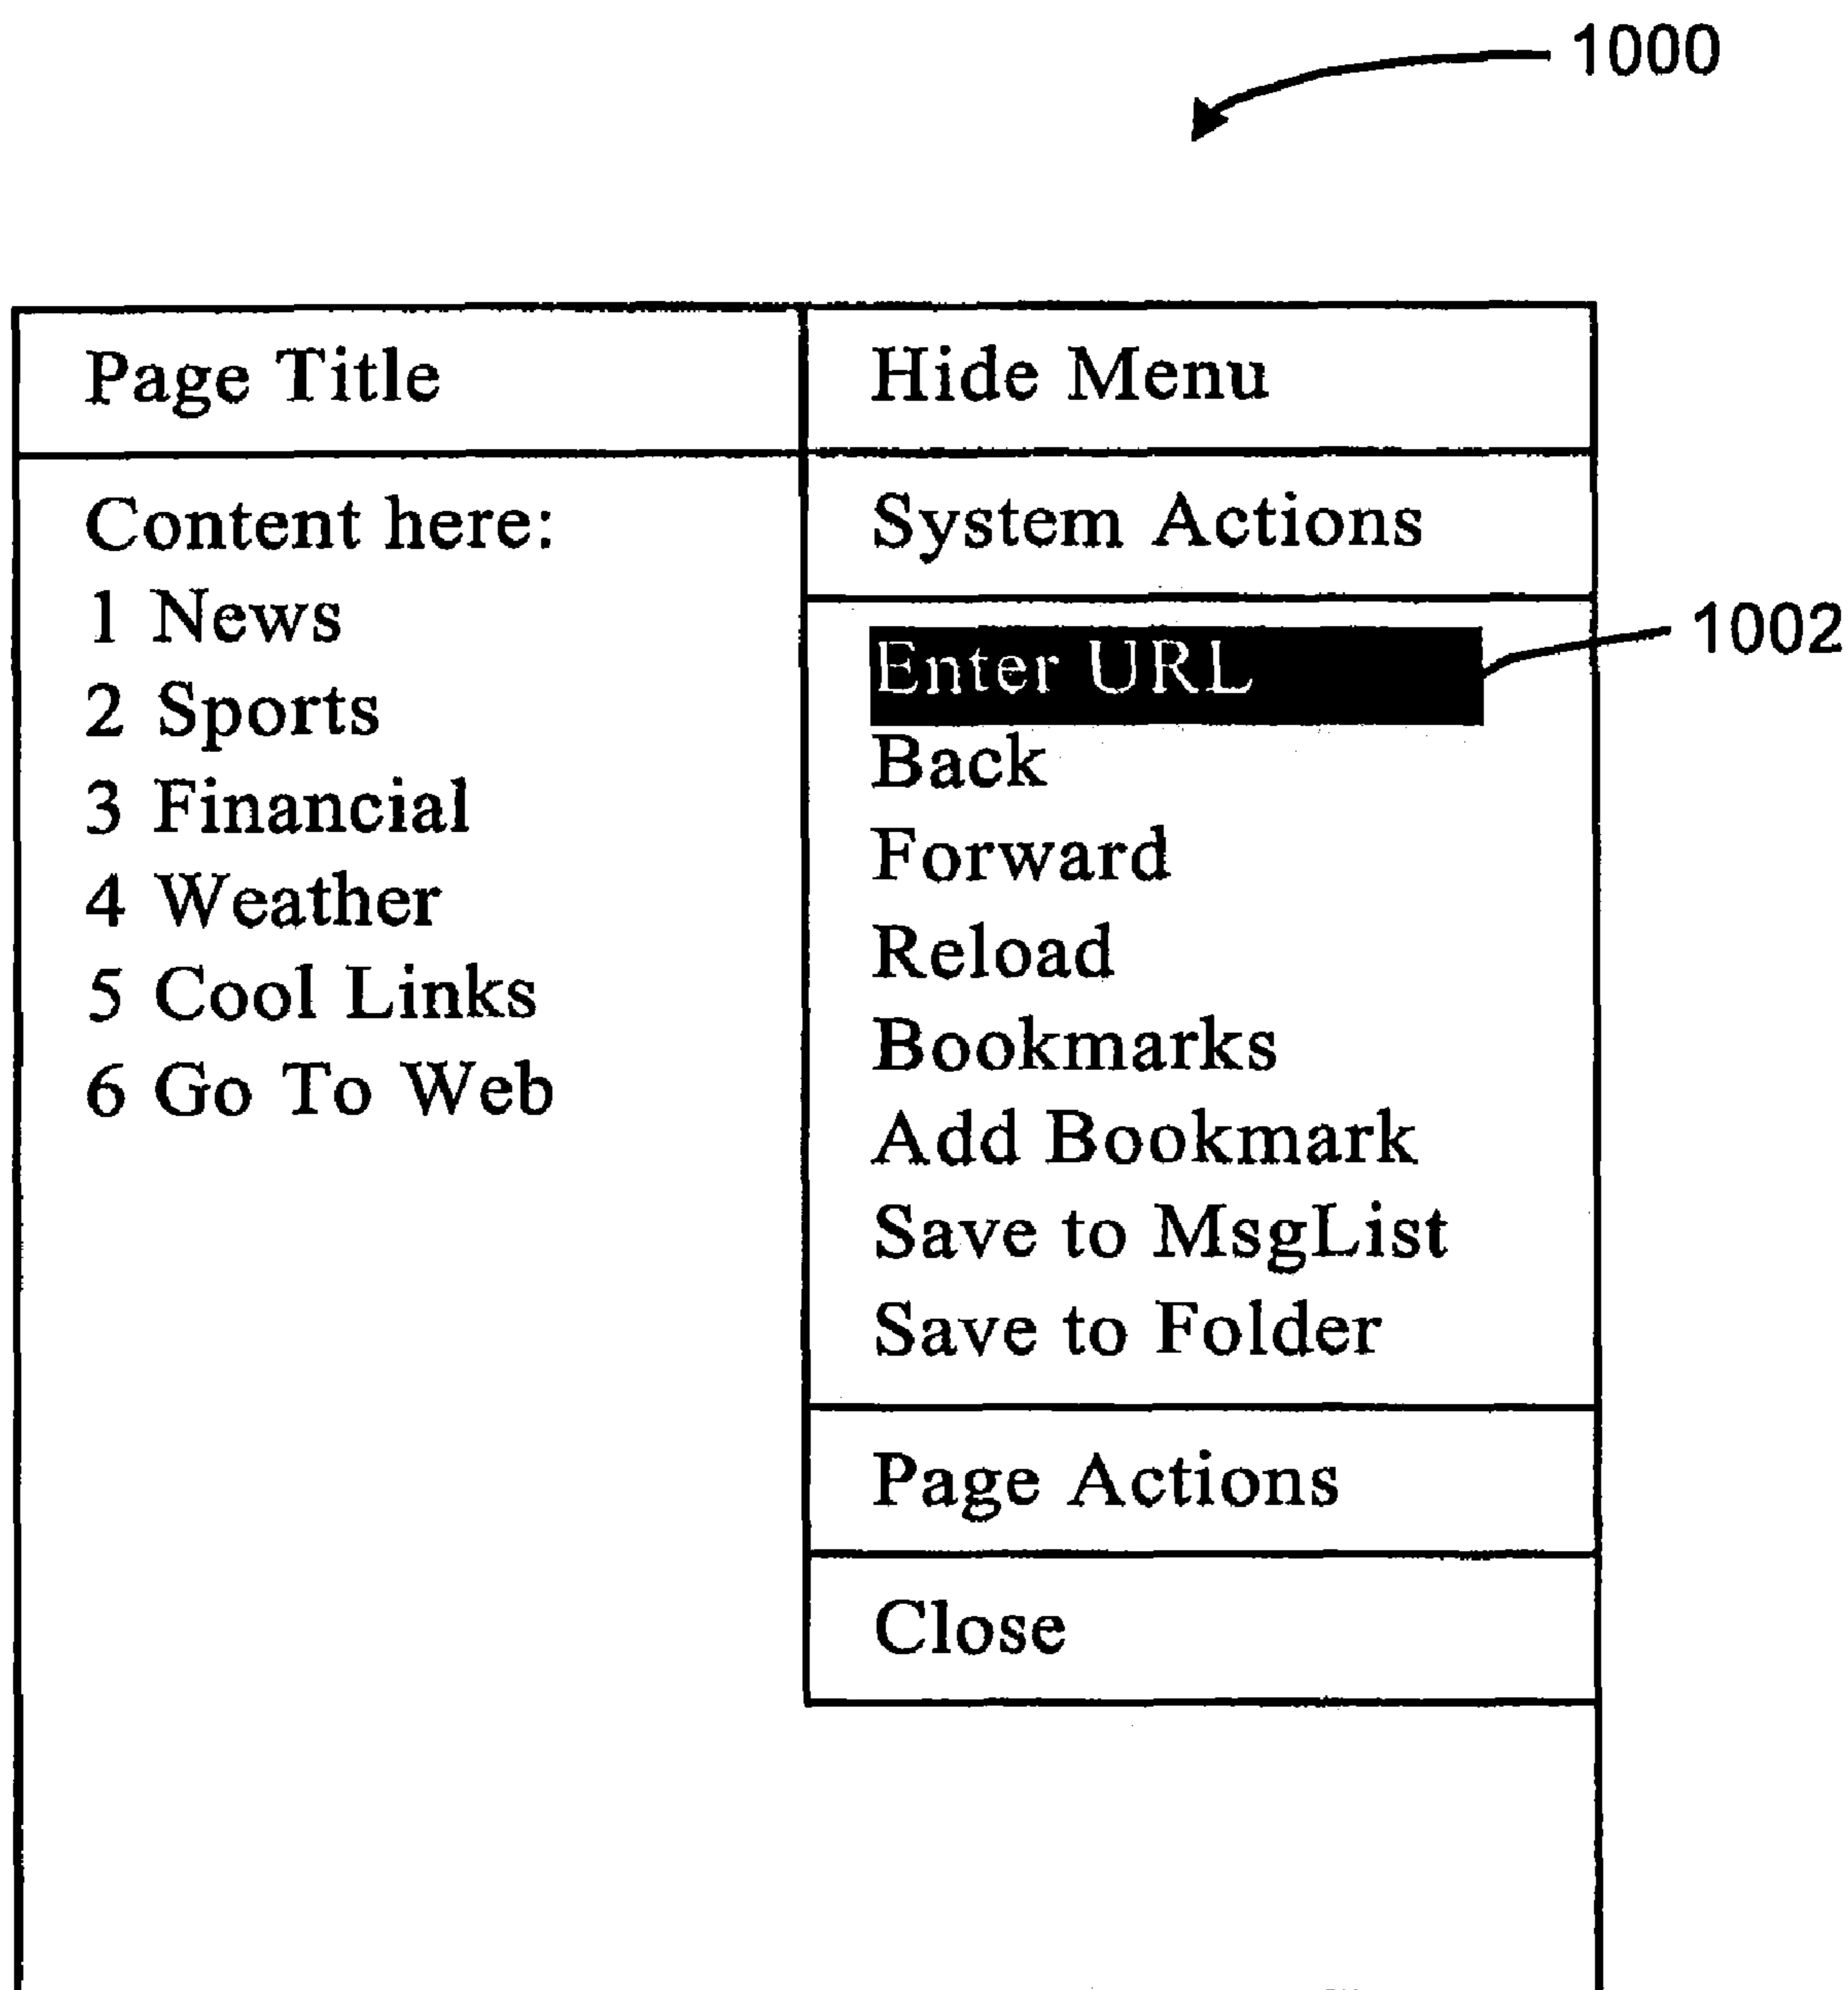 1000
Page Title
Content here:
1 News
2 Sports
3 Financial
4 Weather
5 Cool Links
6 Go To Web
Hide Menu
System Actions
Enter URL
1002
Back
Forward
Reload
Bookmarks
Add Bookmark
Save to MsgList
Save to Folder
Page Actions
Close